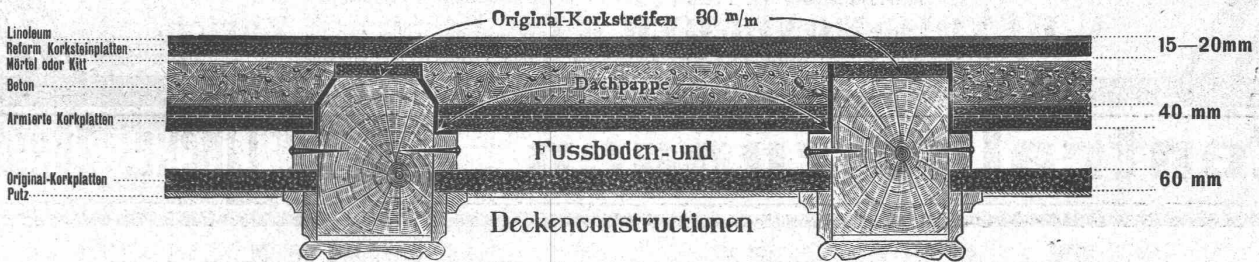 Original-Korkstreifen 30 m/m
Linoleum
Reform Korksteinplatten
Mörtel odor Kitt
Beton
Armierte Korkplatten
Original-Korkplatten
Putz
Dachpappe
Fussboden-und
Deckenconstructionen
15—20mm
40 mm
60 mm